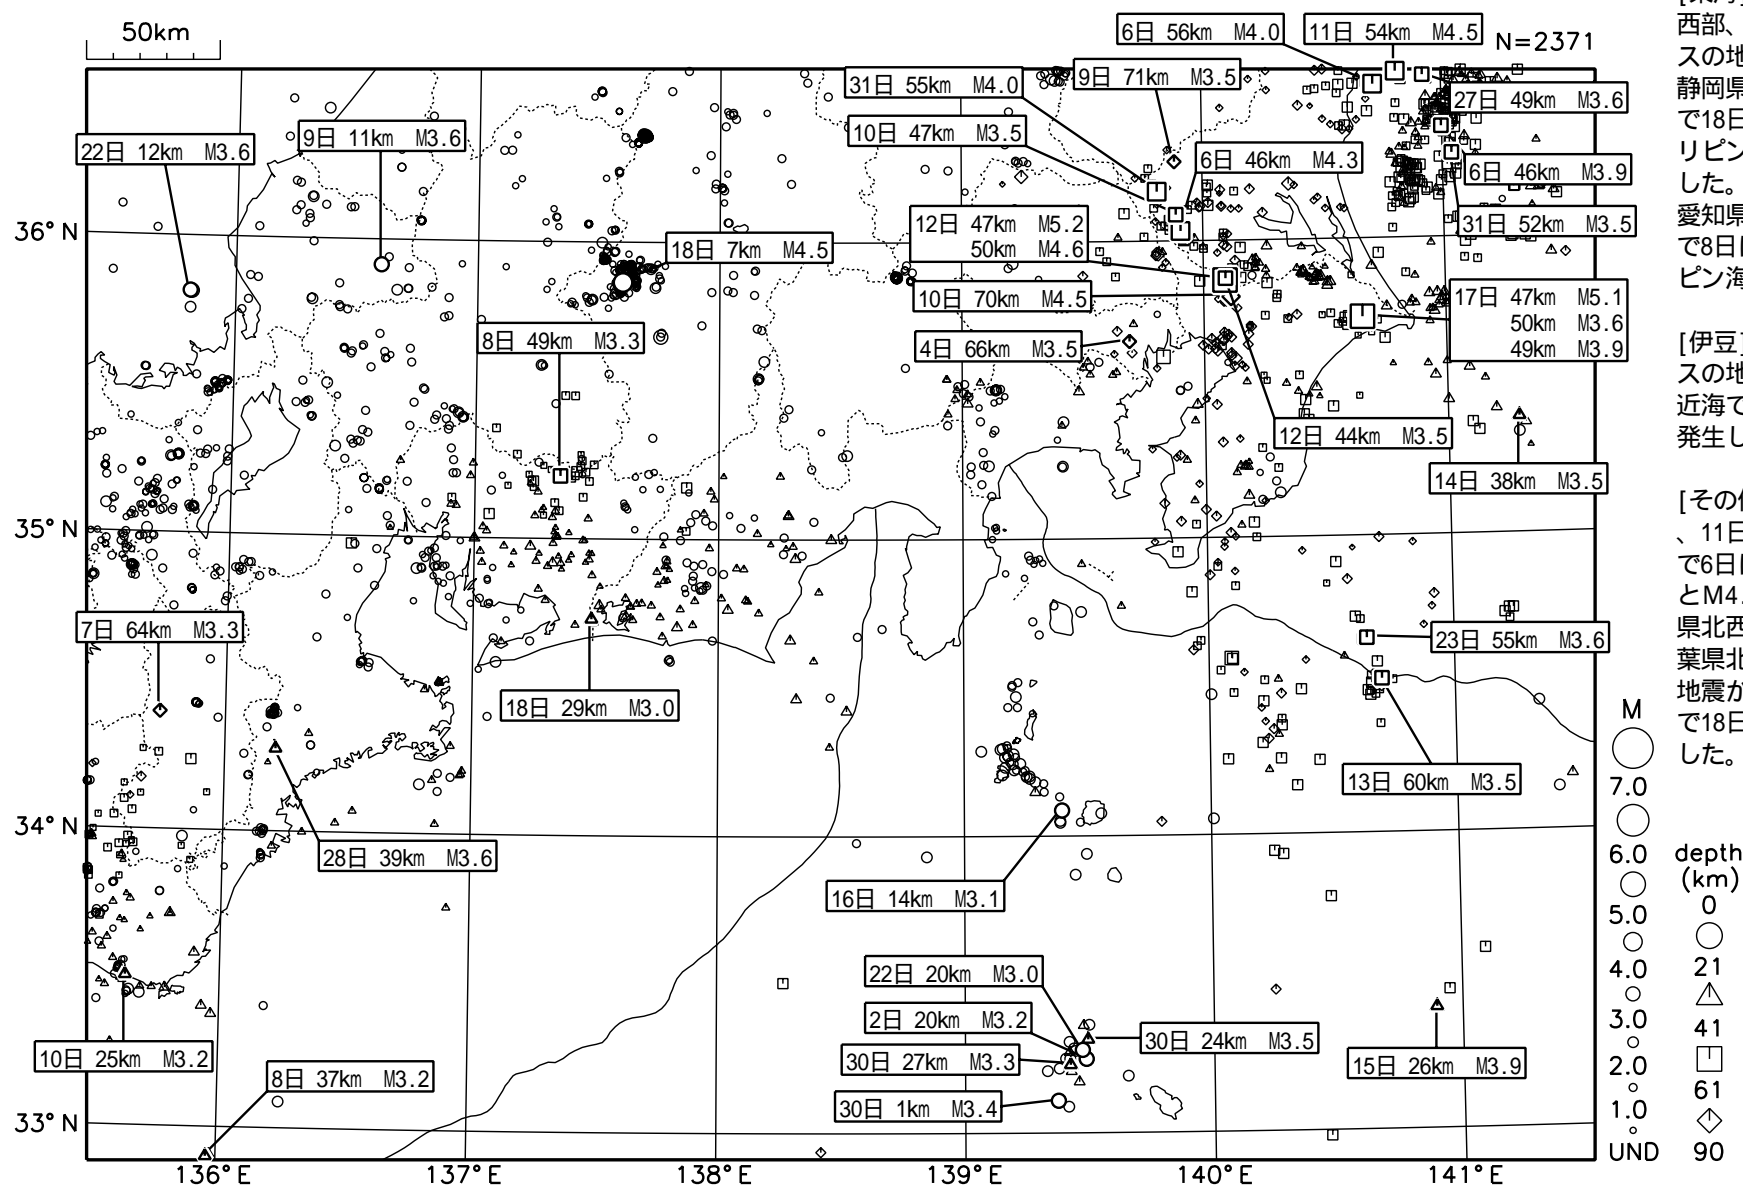 50km
N=2371
6日 56km M4.0
11日 54km M4.5
31日 55km M4.0
9日 71km M3.5
27日 49km M3.6
10日 47km M3.5
22日 12km M3.6
9日 11km M3.6
6日 46km M4.3
6日 46km M3.9
31日 52km M3.5
36°N
18日 7km M4.5
12日 47km M5.2
50km M4.6
10日 70km M4.5
17日 47km M5.1
50km M3.6
49km M3.9
8日 49km M3.3
4日 66km M3.5
12日 44km M3.5
14日 38km M3.5
35°N
7日 64km M3.3
23日 55km M3.6
18日 29km M3.0
13日 60km M3.5
34°N
28日 39km M3.6
16日 14km M3.1
22日 20km M3.0
2日 20km M3.2
30日 24km M3.5
30日 27km M3.3
30日 1km M3.4
15日 26km M3.9
10日 25km M3.2
8日 37km M3.2
33°N
136°E
137°E
138°E
139°E
140°E
141°E
M
7.0
6.0
5.0
4.0
3.0
2.0
1.0
UND
depth
(km)
0
21
41
61
90
西部、
スの地
静岡県
で18日
リピン
した。
愛知県
で8日
ピン海
[伊豆]
スの地
近海で
発生し
[その
、11日
で6日
とM4.
県北西
葉県北
地震が
で18日
した。